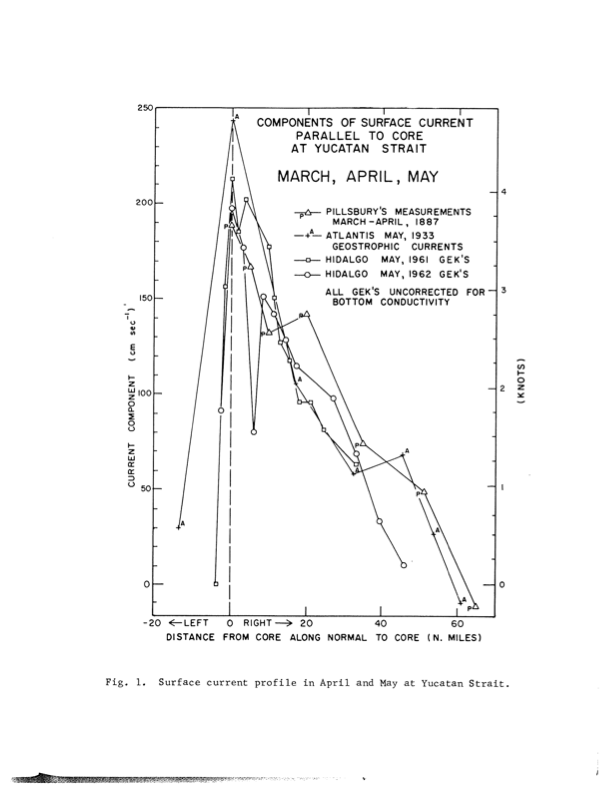 COMPONENTS OF SURFACE CURRENT
PARALLEL TO CORE
AT YUCATAN STRAIT
MARCH, APRIL, MAY
PILLSBURY'S MEASUREMENTS
MARCH-APRIL, 1887
ATLANTIS MAY, 1933
GEOSTROPHIC CURRENTS
HIDALGO MAY, 1961 GEK'S
HIDALGO MAY, 1962 GEK'S
ALL GEK'S UNCORRECTED FOR
BOTTOM CONDUCTIVITY
CURRENT COMPONENT (cm sec⁻¹)
250
200
150
100
50
0
(KNOTS)
4
3
2
1
0
-20 ←LEFT 0 RIGHT→ 20 40 60
DISTANCE FROM CORE ALONG NORMAL TO CORE (N. MILES)
Fig. 1. Surface current profile in April and May at Yucatan Strait.